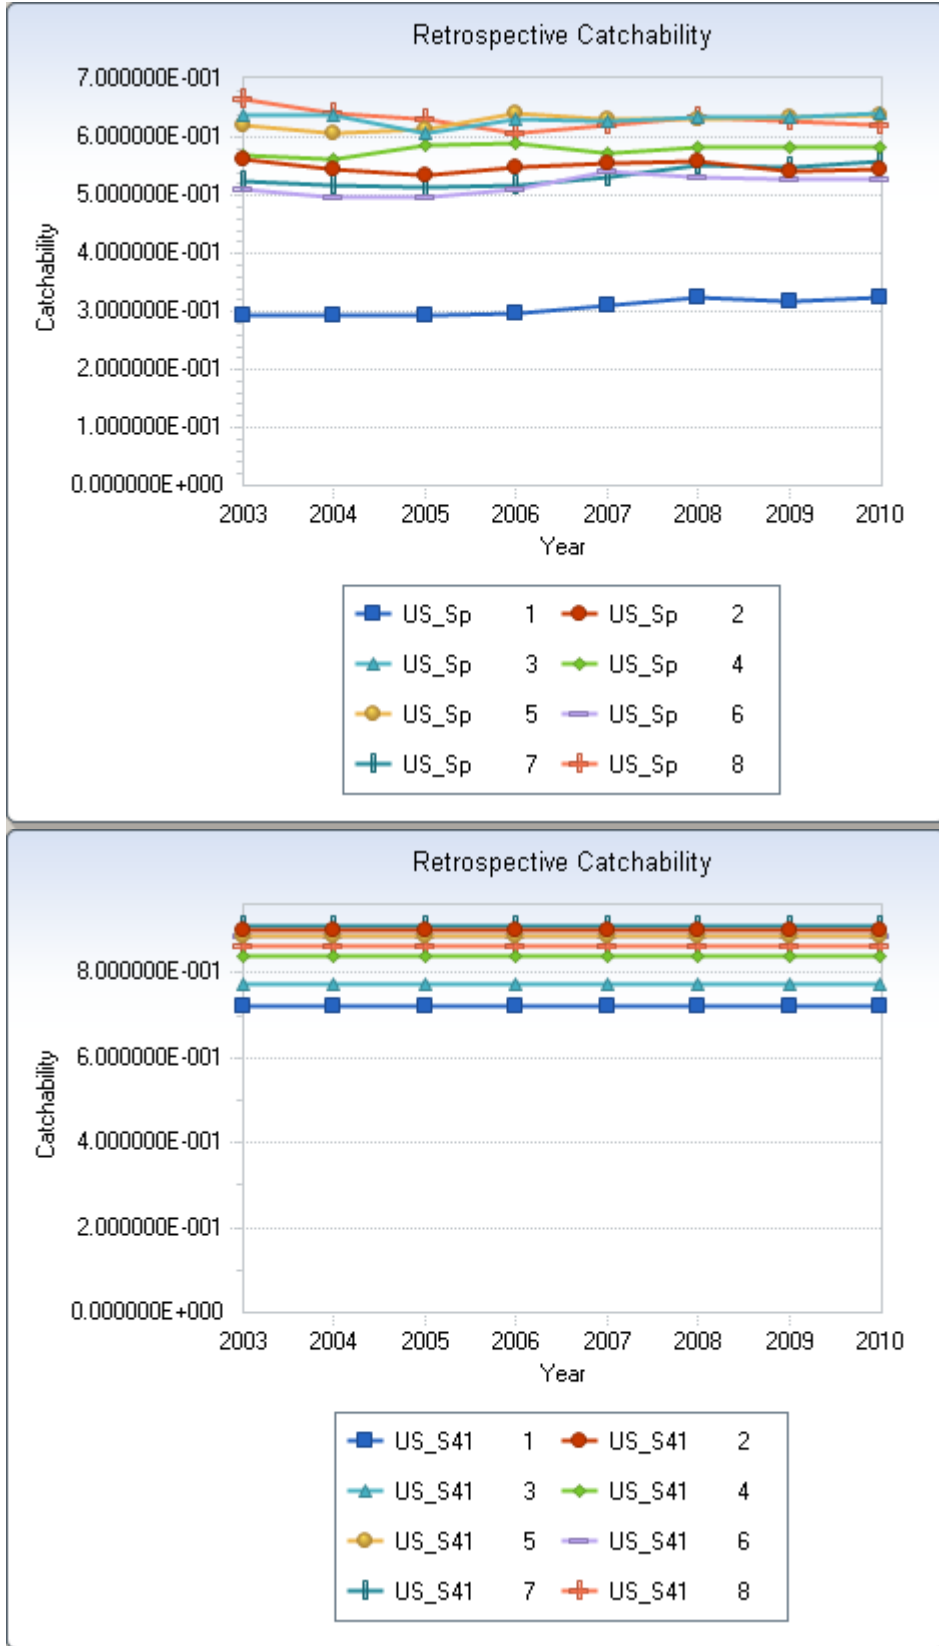 Retrospective Catchability
7.000000E-001
6.000000E-001
5.000000E-001
4.000000E-001
3.000000E-001
2.000000E-001
1.000000E-001
0.000000E+000
Catchability
2003 2004 2005 2006 2007 2008 2009 2010
Year
US_Sp 1 US_Sp 2
US_Sp 3 US_Sp 4
US_Sp 5 US_Sp 6
US_Sp 7 US_Sp 8
Retrospective Catchability
8.000000E-001
6.000000E-001
4.000000E-001
2.000000E-001
0.000000E+000
Catchability
2003 2004 2005 2006 2007 2008 2009 2010
Year
US_S41 1 US_S41 2
US_S41 3 US_S41 4
US_S41 5 US_S41 6
US_S41 7 US_S41 8